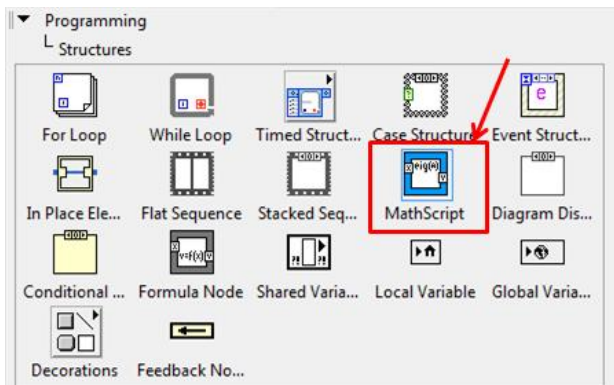 Programming
Structures
For Loop While Loop Timed Struct... Case Structure Event Struct...
eig(a)
In Place Ele... Flat Sequence Stacked Seq... MathScript Diagram Dis...
v=f(x)
Conditional ... Formula Node Shared Varia... Local Variable Global Varia...
Decorations Feedback No...